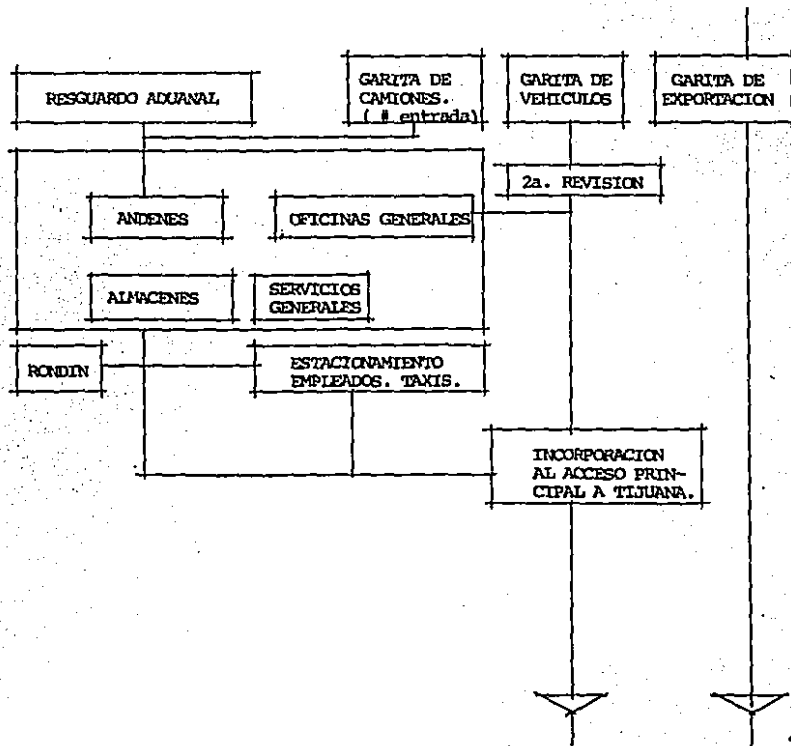 RESGUARDO ADUANAL
GARITA DE
CAMIONES.
( # entrada)
GARITA DE
VEHICULOS
GARITA DE
EXPORTACION
2a. REVISION
ANDENES
OFICINAS GENERALES
ALMACENES
SERVICIOS
GENERALES
RONDIN
ESTACIONAMIENTO
EMPLEADOS. TAXIS.
INCORPORACION
AL ACCESO PRIN-
CIPAL A TIJUANA.